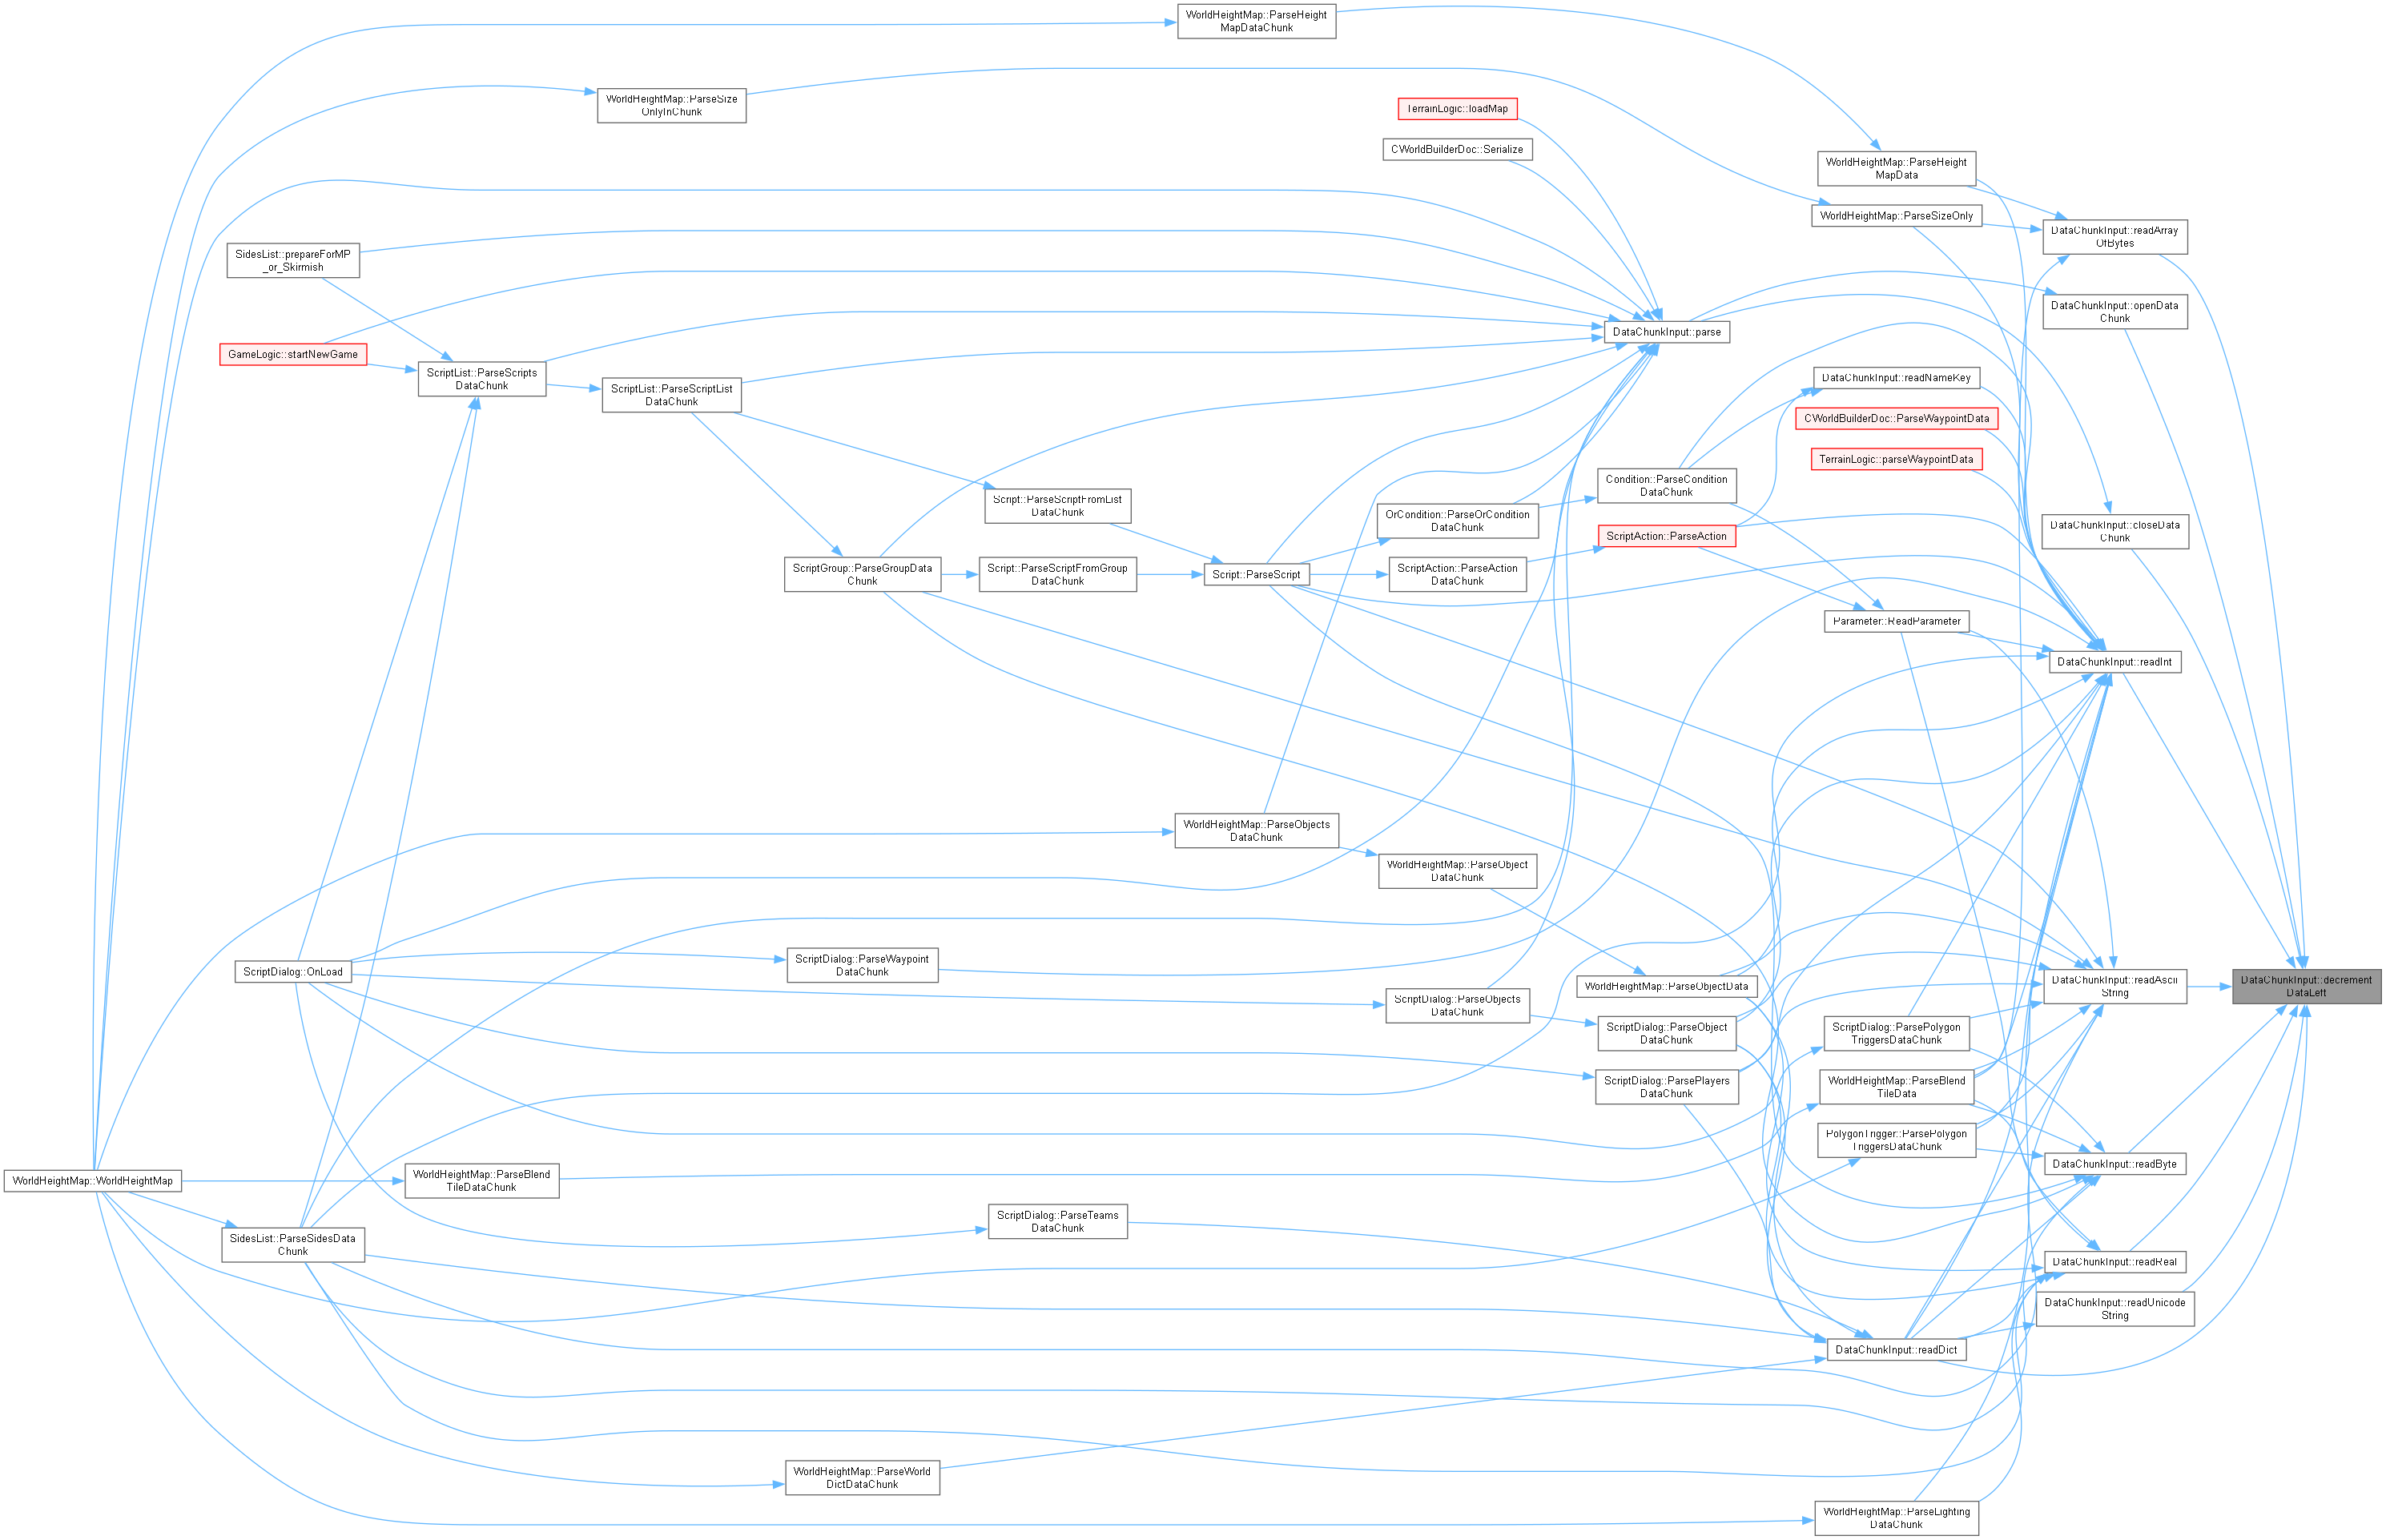 WorldHeightMap::ParseHeight
MapDataChunk
WorldHeightMap::ParseSize
OnlyInChunk
TerrainLogic::loadMap
CWorldBuilderDoc::Serialize
WorldHeightMap::ParseHeight
MapData
WorldHeightMap::ParseSizeOnly
DataChunkInput::readArray
OfBytes
SidesList::prepareForMP
_or_Skirmish
DataChunkInput::openData
Chunk
DataChunkInput::parse
GameLogic::startNewGame
ScriptList::ParseScripts
DataChunk
ScriptList::ParseScriptList
DataChunk
DataChunkInput::readNameKey
CWorldBuilderDoc::ParseWaypointData
TerrainLogic::parseWaypointData
Condition::ParseCondition
DataChunk
Script::ParseScriptFromList
DataChunk
OrCondition::ParseOrCondition
DataChunk
ScriptAction::ParseAction
DataChunkInput::closeData
Chunk
ScriptGroup::ParseGroupData
Chunk
Script::ParseScriptFromGroup
DataChunk
Script::ParseScript
ScriptAction::ParseAction
DataChunk
Parameter::ReadParameter
DataChunkInput::readInt
WorldHeightMap::ParseObjects
DataChunk
WorldHeightMap::ParseObject
DataChunk
ScriptDialog::OnLoad
ScriptDialog::ParseWaypoint
DataChunk
ScriptDialog::ParseObjects
DataChunk
WorldHeightMap::ParseObjectData
DataChunkInput::readAscii
String
DataChunkInput::decrement
DataLeft
ScriptDialog::ParseObject
DataChunk
ScriptDialog::ParsePolygon
TriggersDataChunk
ScriptDialog::ParsePlayers
DataChunk
WorldHeightMap::ParseBlend
TileData
PolygonTrigger::ParsePolygon
TriggersDataChunk
DataChunkInput::readByte
WorldHeightMap::WorldHeightMap
WorldHeightMap::ParseBlend
TileDataChunk
ScriptDialog::ParseTeams
DataChunk
SidesList::ParseSidesData
Chunk
DataChunkInput::readReal
DataChunkInput::readUnicode
String
DataChunkInput::readDict
WorldHeightMap::ParseWorld
DictDataChunk
WorldHeightMap::ParseLighting
DataChunk